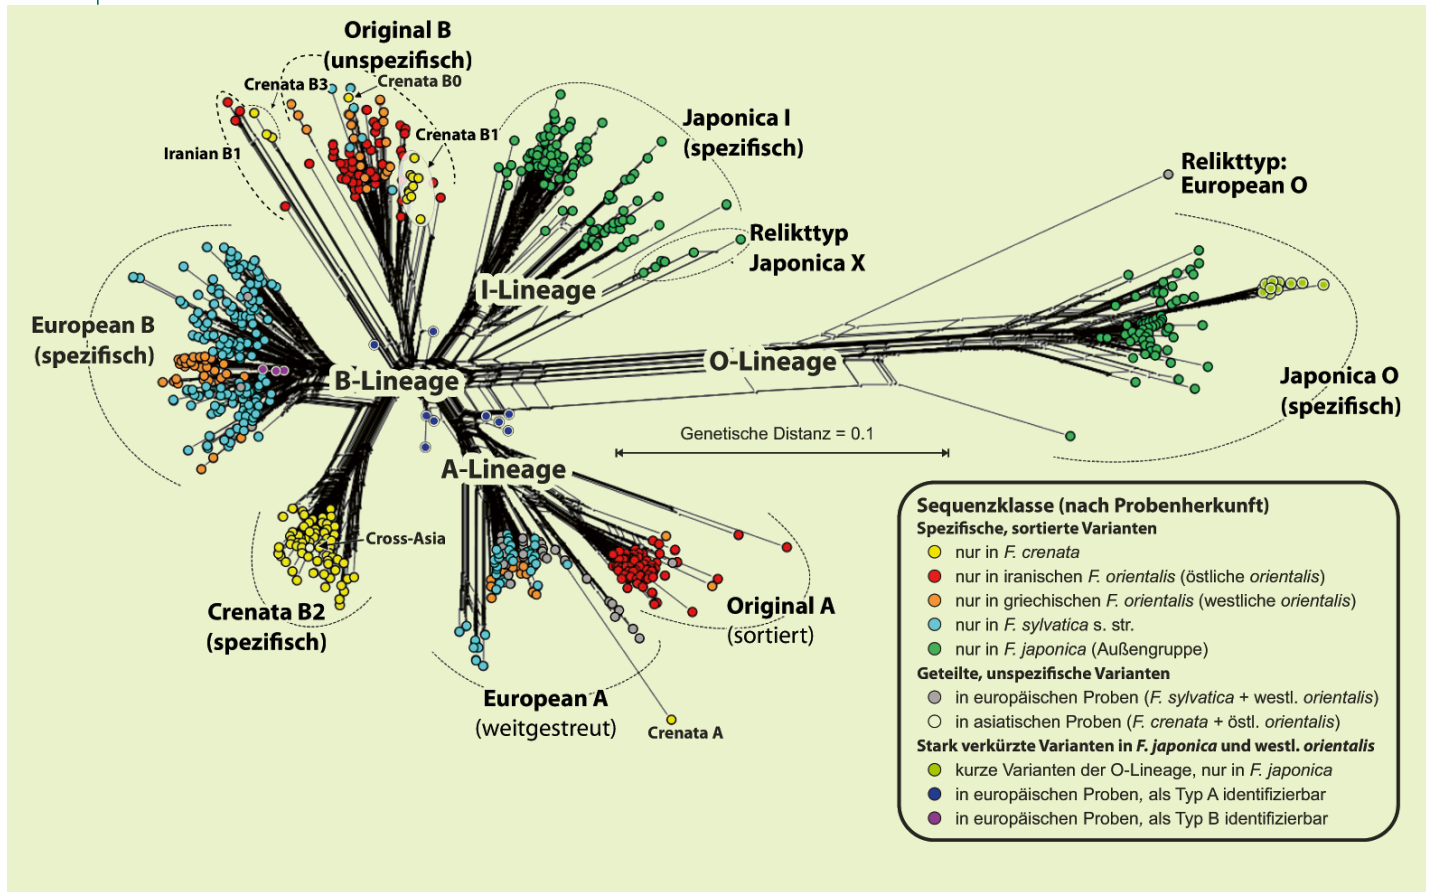 Original B
(unspezifisch)
Crenata B3
Crenata B0
Crenata B1
Iranian B1
Japonica I
(spezifisch)
Relikttyp:
European O
Relikttyp
Japonica X
I-Lineage
European B
(spezifisch)
B-Lineage
O-Lineage
Japonica O
(spezifisch)
Genetische Distanz = 0.1
A-Lineage
Cross-Asia
Crenata B2
(spezifisch)
Original A
(sortiert)
European A
(weitgestreut)
Crenata A
Sequenzklasse (nach Probenherkunft)
Spezifische, sortierte Varianten
nur in F. crenata
nur in iranischen F. orientalis (östliche orientalis)
nur in griechischen F. orientalis (westliche orientalis)
nur in F. sylvatica s. str.
nur in F. japonica (Außengruppe)
Geteilte, unspezifische Varianten
in europäischen Proben (F. sylvatica + westl. orientalis)
in asiatischen Proben (F. crenata + östl. orientalis)
Stark verkürzte Varianten in F. japonica und westl. orientalis
kurze Varianten der O-Lineage, nur in F. japonica
in europäischen Proben, als Typ A identifizierbar
in europäischen Proben, als Typ B identifizierbar